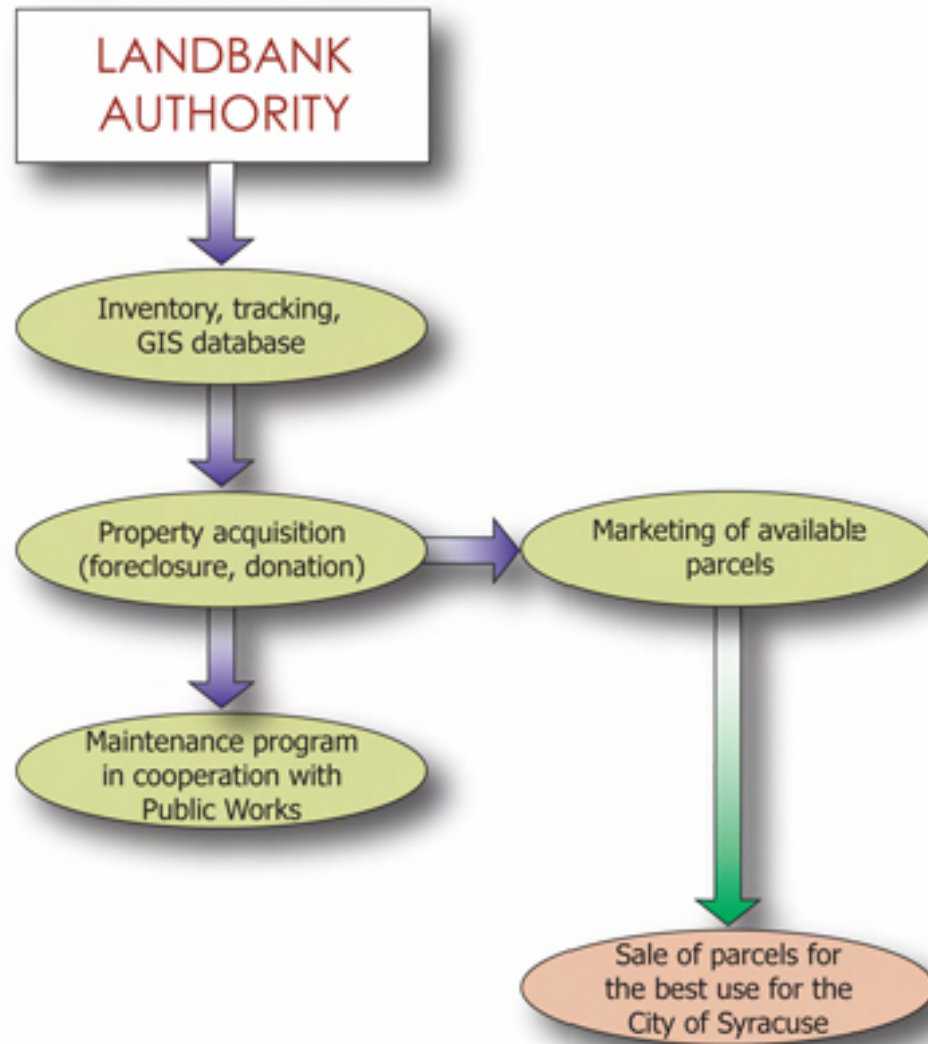 LANDBANK
AUTHORITY
Inventory, tracking,
GIS database
Property acquisition
(foreclosure, donation)
Marketing of available
parcels
Maintenance program
in cooperation with
Public Works
Sale of parcels for
the best use for the
City of Syracuse